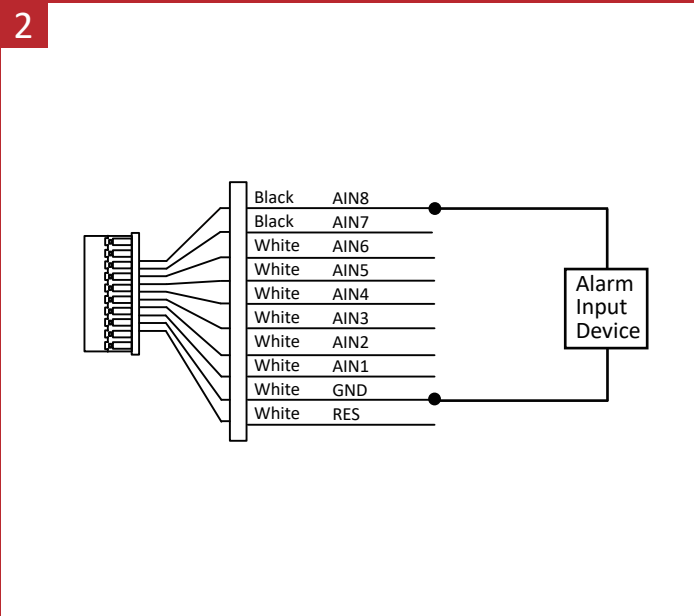 2
Black AIN8
Black AIN7
White AIN6
White AIN5
White AIN4
White AIN3
White AIN2
White AIN1
White GND
White RES
Alarm
Input
Device